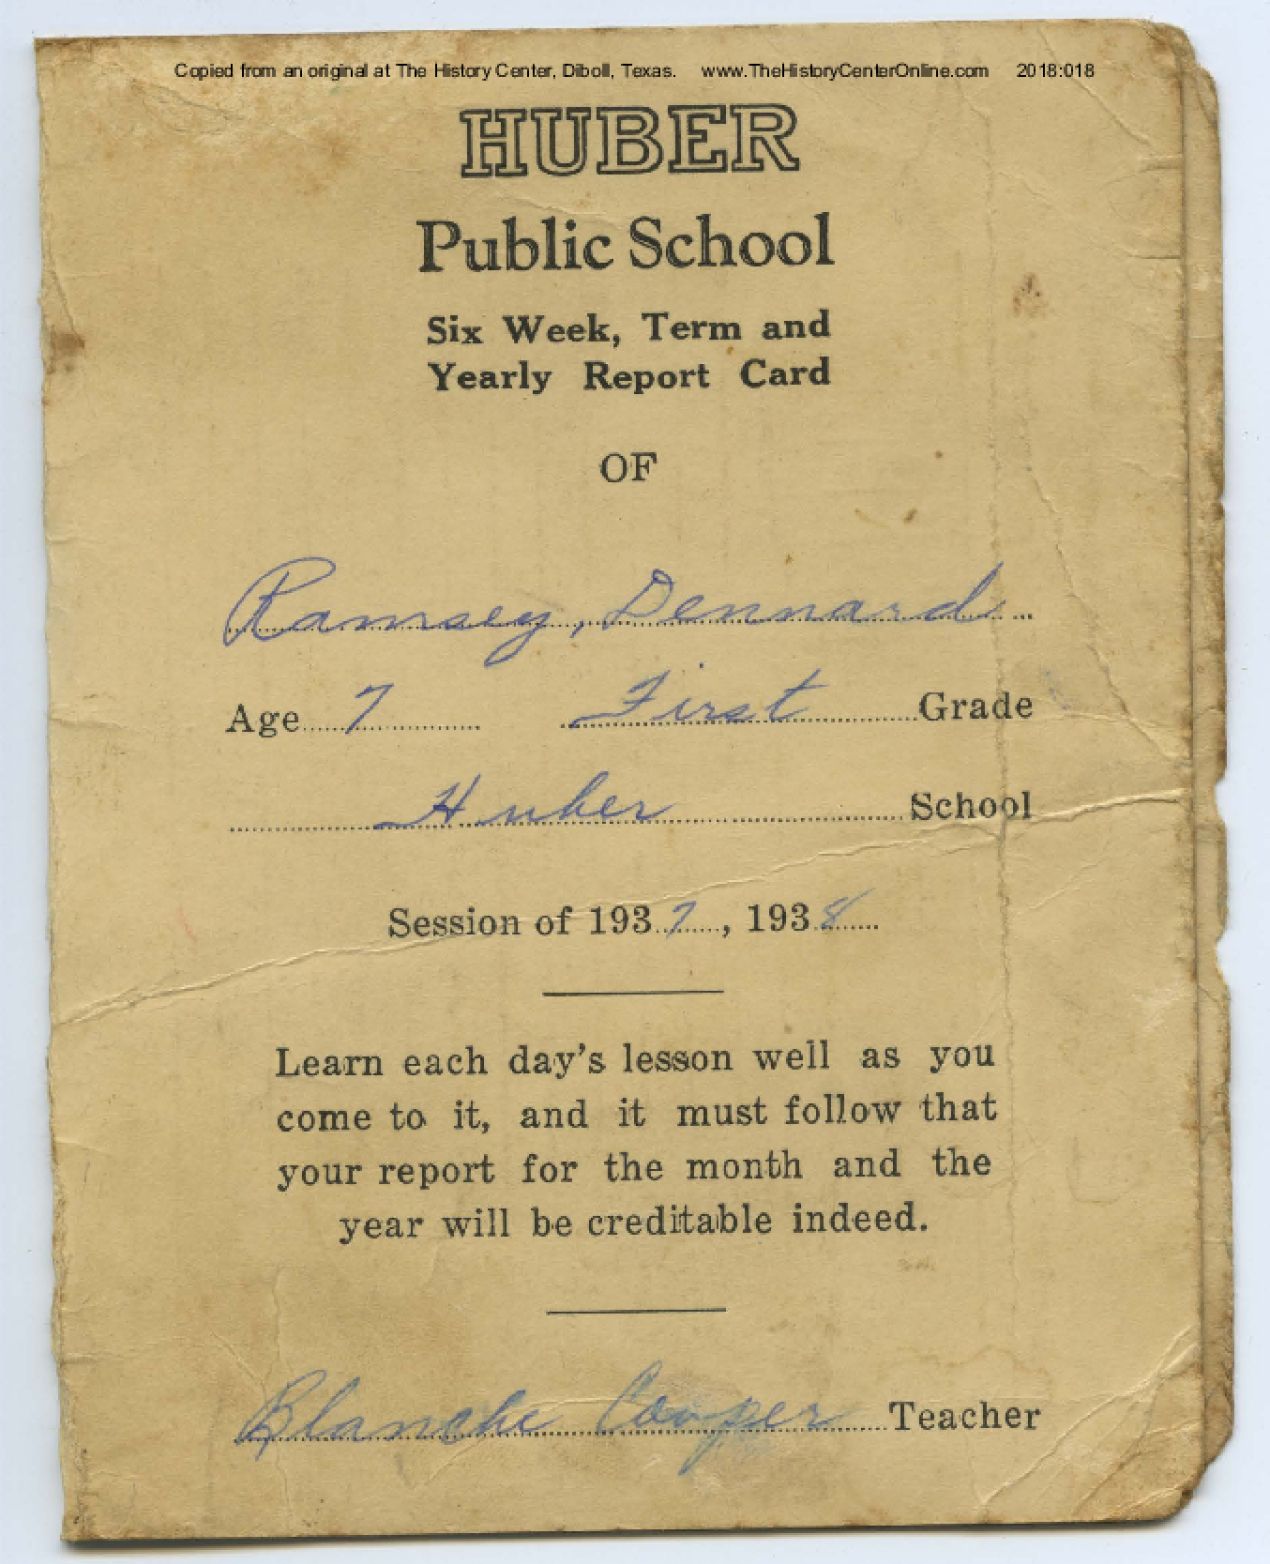 Copied from an original at The History Center, Diboll, Texas. www.TheHistoryCenterOnline.com 2018:018
HUBER
Public School
Six Week, Term and
Yearly Report Card
OF
Ramsey, Dennard
Age 7 First Grade
Huber School
Session of 1937, 1938
Learn each day's lesson well as you
come to it, and it must follow that
your report for the month and the
year will be creditable indeed.
Blanche Cooper Teacher